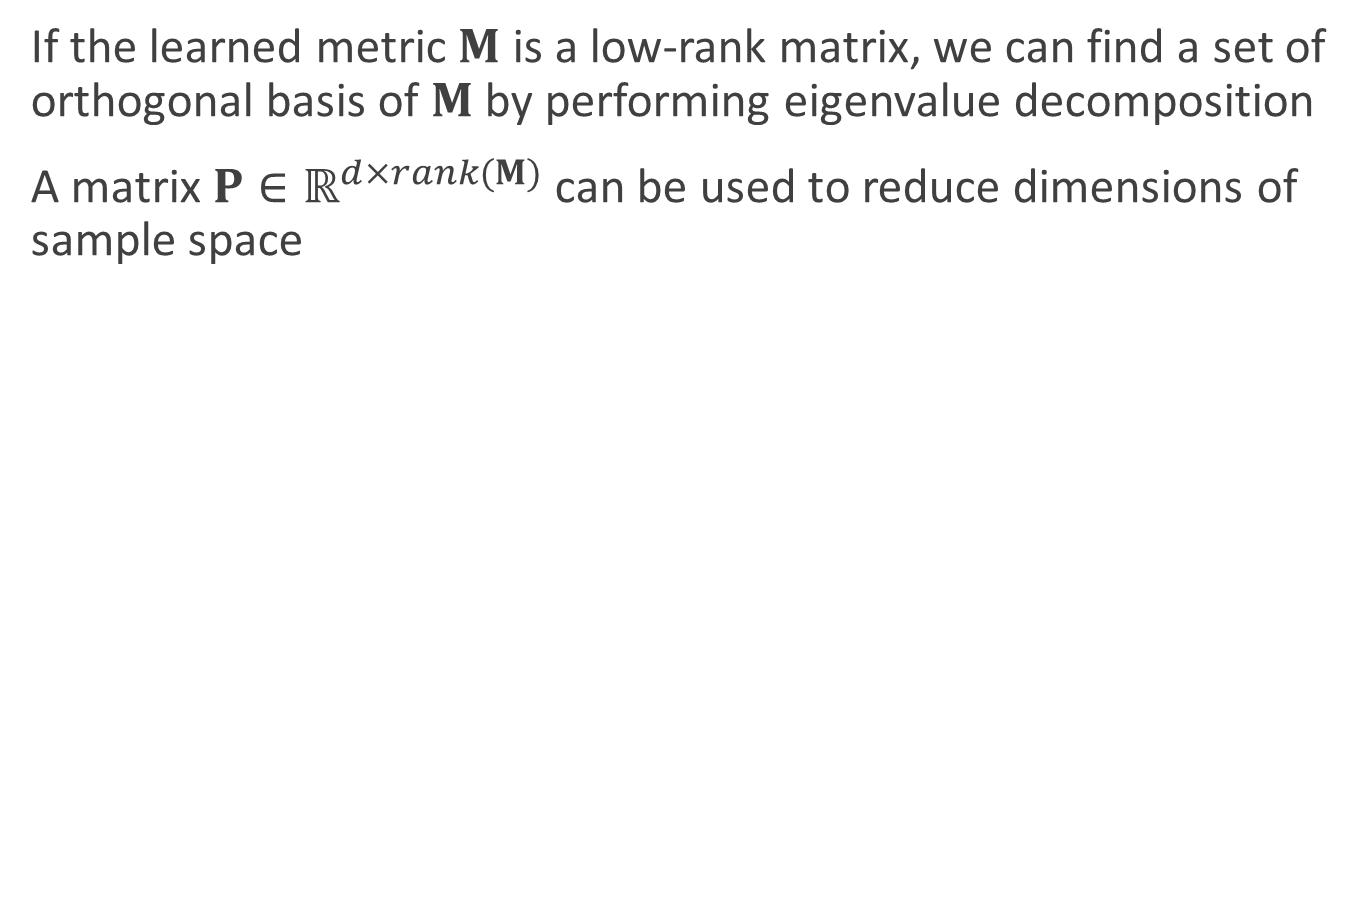 If the learned metric M is a low-rank matrix, we can find a set of
orthogonal basis of M by performing eigenvalue decomposition
A matrix P ∈ ℝ^{d×rank(M)} can be used to reduce dimensions of
sample space